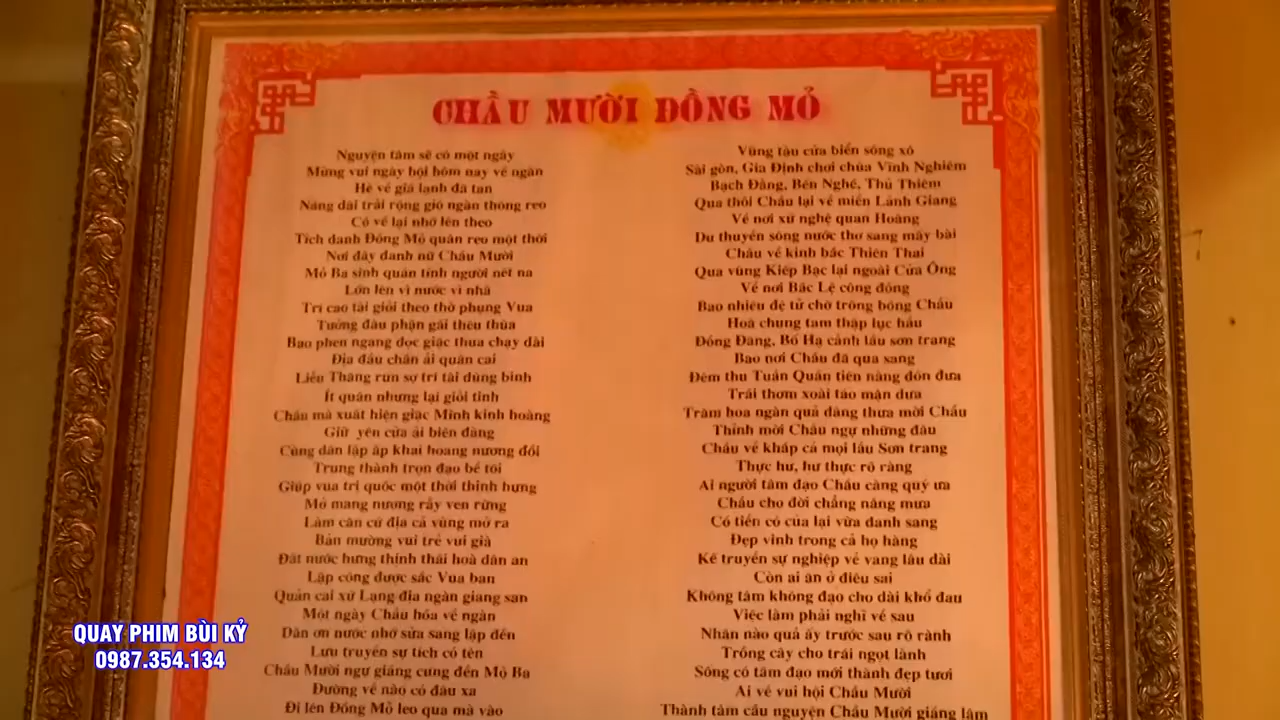 CHẦU MƯỜI ĐỒNG MỎ
Nguyện tâm sẽ có một ngày
Mừng vui ngày hội hôm nay về ngàn
Hè về giá lạnh đã tan
Nắng dài trải rộng gió ngàn thông reo
Cỏ về lại nhớ lên theo
Tích danh Đồng Mỏ quân reo một thời
Nơi đây danh nữ Chầu Mười
Mỏ Ba sinh quán tính người nết na
Lớn lên vì nước vì nhà
Trí cao tài giỏi theo thờ phụng Vua
Tưởng đâu phận gái thêu thùa
Bao phen ngang dọc giặc thua chạy dài
Địa đầu chấn ải quân cai
Liễu Thăng run sợ trí tài dùng binh
Ít quân nhưng lại giỏi tinh
Chầu mà xuất hiện giặc Minh kinh hoàng
Giữ yên cửa ải biên đàng
Cùng dân lập ấp khai hoang nương đồi
Trung thành trọn đạo bề tôi
Giúp vua trị quốc một thời thịnh hưng
Mở mang nương rẫy ven rừng
Làm căn cứ địa cả vùng mở ra
Bản mường vui trẻ vui già
Đất nước hưng thịnh thái hoà dân an
Lập công được sắc Vua ban
Quản cai xứ Lạng địa ngàn giang san
Một ngày Chầu hóa về ngàn
Dân ơn nước nhớ sửa sang lập đền
Lưu truyền sự tích có tên
Chầu Mười ngự giáng cung đền Mỏ Ba
Đường về nào có đâu xa
Đi lên Đồng Mỏ leo qua mà vào
Vũng tàu cửa biển sóng xô
Sài gòn, Gia Định chơi chùa Vĩnh Nghiêm
Bạch Đằng, Bến Nghé, Thủ Thiêm
Qua thôi Chầu lại về miền Lảnh Giang
Về nơi xứ nghệ quan Hoàng
Du thuyền sông nước thơ sang mấy bài
Chầu về kinh bắc Thiên Thai
Qua vùng Kiếp Bạc lại ngoài Cửa Ông
Về nơi Bắc Lệ công đồng
Bao nhiêu đệ tử chờ trông bóng Chầu
Hoà chung tam thập lục hầu
Đồng Đăng, Bố Hạ cảnh lầu sơn trang
Bao nơi Chầu đã qua sang
Đêm thu Tuần Quán tiên nàng đón đưa
Trái thơm xoài táo mận dưa
Trăm hoa ngàn quả dâng thưa mời Chầu
Thỉnh mời Chầu ngự những đâu
Chầu về khắp cả mọi lầu Sơn trang
Thực hư, hư thực rõ ràng
Ai người tâm đạo Chầu càng quý ưa
Chầu cho đời chẳng nắng mưa
Có tiền có của lại vừa danh sang
Đẹp vinh trong cả họ hàng
Kế truyền sự nghiệp vẻ vang lâu dài
Còn ai ăn ở điêu sai
Không tâm không đạo cho dài khổ đau
Việc làm phải nghĩ về sau
Nhân nào quả ấy trước sau rõ rành
Trồng cây cho trái ngọt lành
Sống có tâm đạo mới thành đẹp tươi
Ai về vui hội Chầu Mười
Thành tâm cầu nguyện Chầu Mười giáng lâm
QUAY PHIM BÙI KỶ
0987.354.134